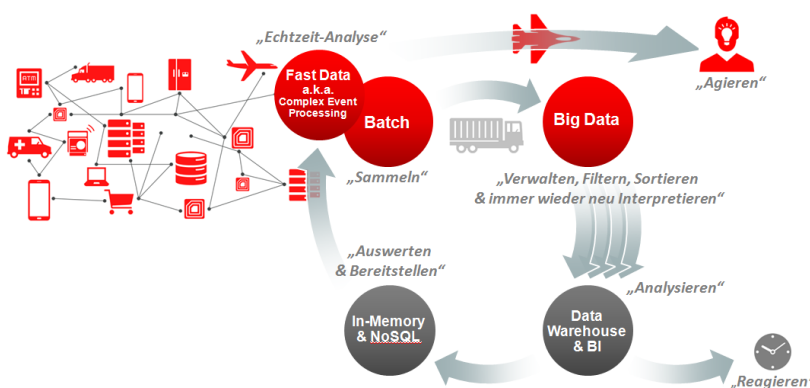 „Echtzeit-Analyse“
ATM
Fast Data
a.k.a.
Complex Event
Processing
Batch
„Sammeln“
Big Data
„Agieren“
„Verwalten, Filtern, Sortieren
& immer wieder neu Interpretieren“
„Auswerten
& Bereitstellen“
„Analysieren“
In-Memory
& NoSQL
Data
Warehouse
& BI
„Reagieren“